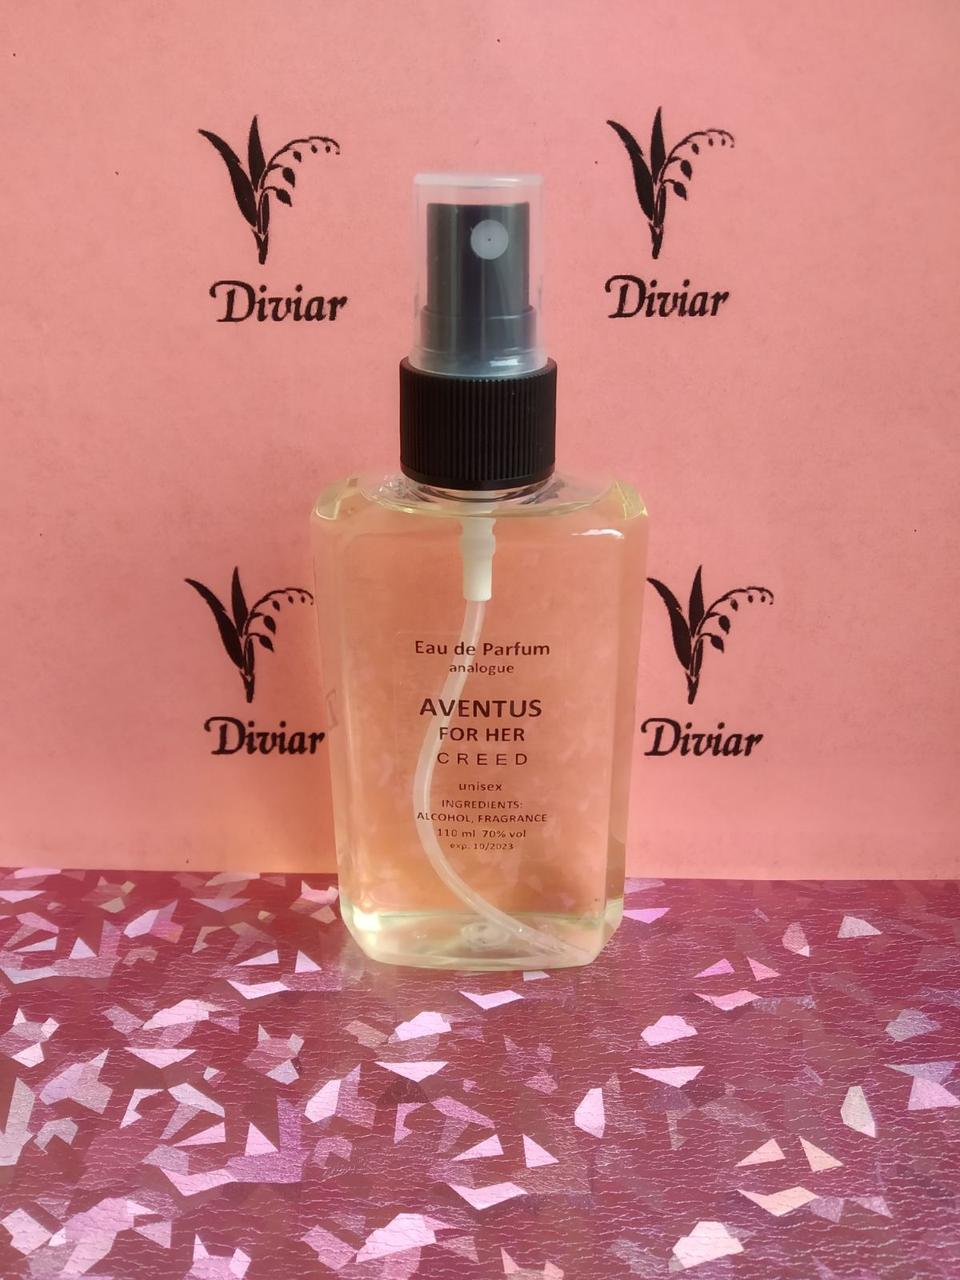 Diviar
Diviar
Eau de Parfum
analogue
AVENTUS
FOR HER
CREED
unisex
INGREDIENTS:
ALCOHOL, FRAGRANCE
110 ml 70% vol
exp. 10/2023
Diviar
Diviar